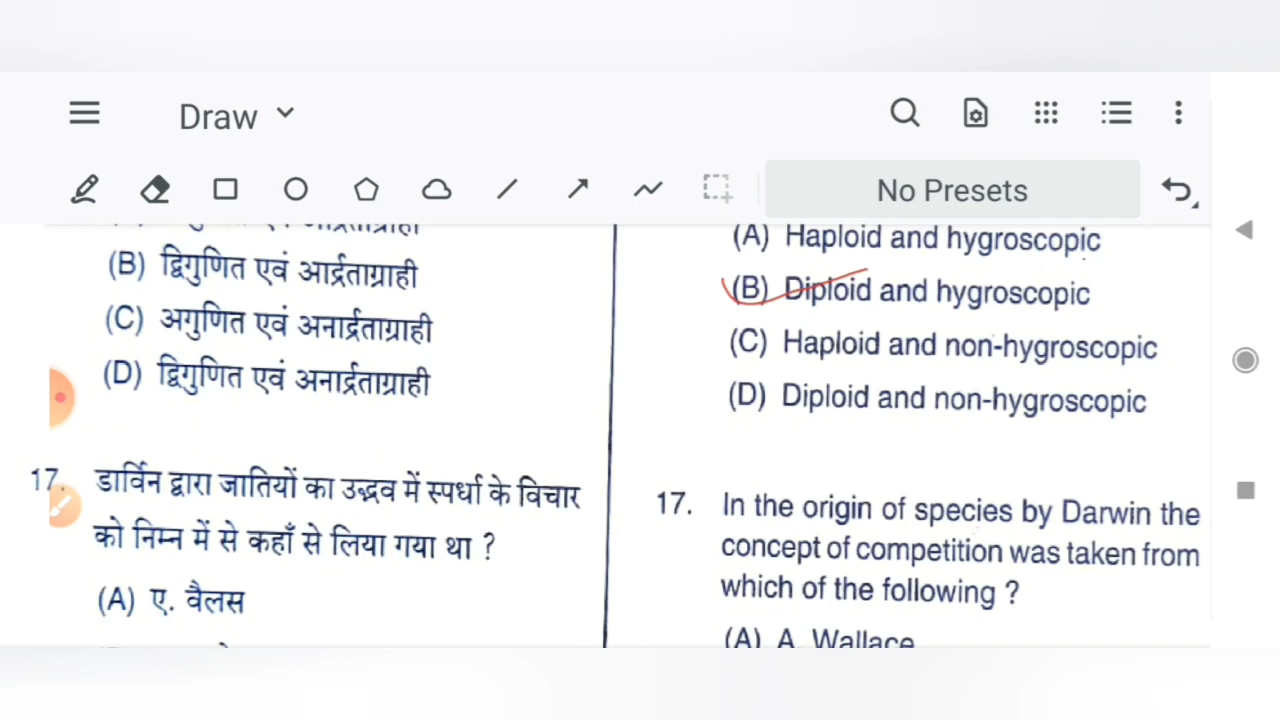 Draw
No Presets
(B) द्विगुणित एवं आर्द्रताग्राही
(C) अगुणित एवं अनार्द्रताग्राही
(D) द्विगुणित एवं अनार्द्रताग्राही
17. डार्विन द्वारा जातियों का उद्भव में स्पर्धा के विचार
को निम्न में से कहाँ से लिया गया था ?
(A) ए. वैलस
(A) Haploid and hygroscopic
(B) Diploid and hygroscopic
(C) Haploid and non-hygroscopic
(D) Diploid and non-hygroscopic
17. In the origin of species by Darwin the
concept of competition was taken from
which of the following ?
(A) A. Wallace